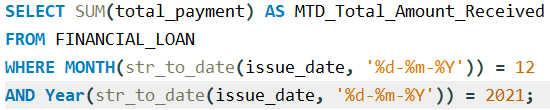 SELECT SUM(total_payment) AS MTD_Total_Amount_Received
FROM FINANCIAL_LOAN
WHERE MONTH(str_to_date(issue_date, '%d-%m-%Y')) = 12
AND Year(str_to_date(issue_date, '%d-%m-%Y')) = 2021;